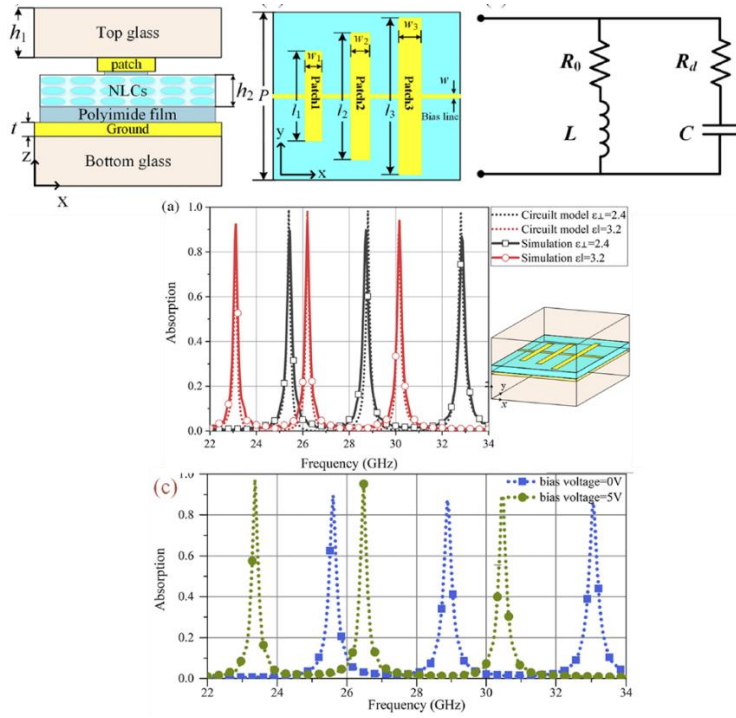 h1
Top glass
patch
NLCs
h2
Polyimide film
t
Ground
Z
Bottom glass
X
P
w1
w2
w3
l1
l2
l3
Patch1
Patch2
Patch3
w
Bias line
y
x
R0
Rd
L
C
(a)
Absorption
1.0
0.8
0.6
0.4
0.2
0.0
22 24 26 28 30 32 34
Frequency (GHz)
Circuilt model ε⊥=2.4
Circuilt model ε∥=3.2
Simulation ε⊥=2.4
Simulation ε∥=3.2
y
x
(c)
Absorption
1.0
0.8
0.6
0.4
0.2
0.0
bias voltage=0V
bias voltage=5V
22 24 26 28 30 32 34
Frequency (GHz)